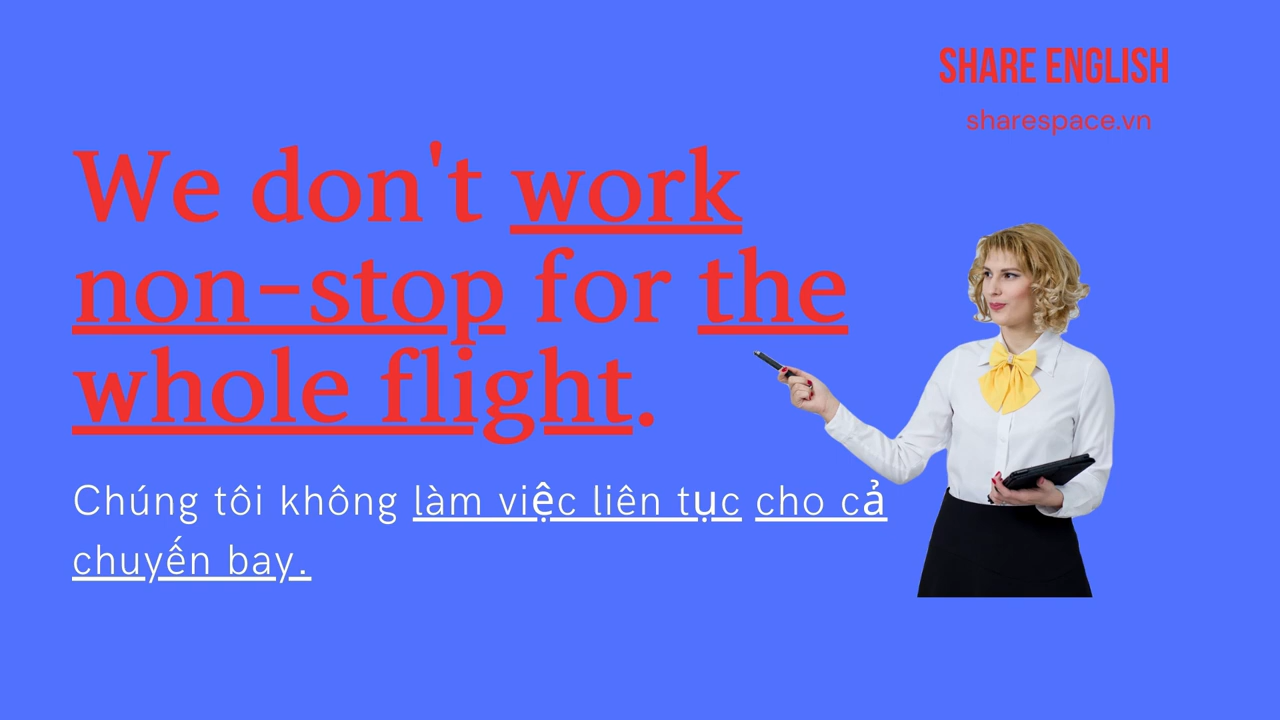 SHARE ENGLISH
sharespace.vn
We don't work
non-stop for the
whole flight.
Chúng tôi không làm việc liên tục cho cả
chuyến bay.